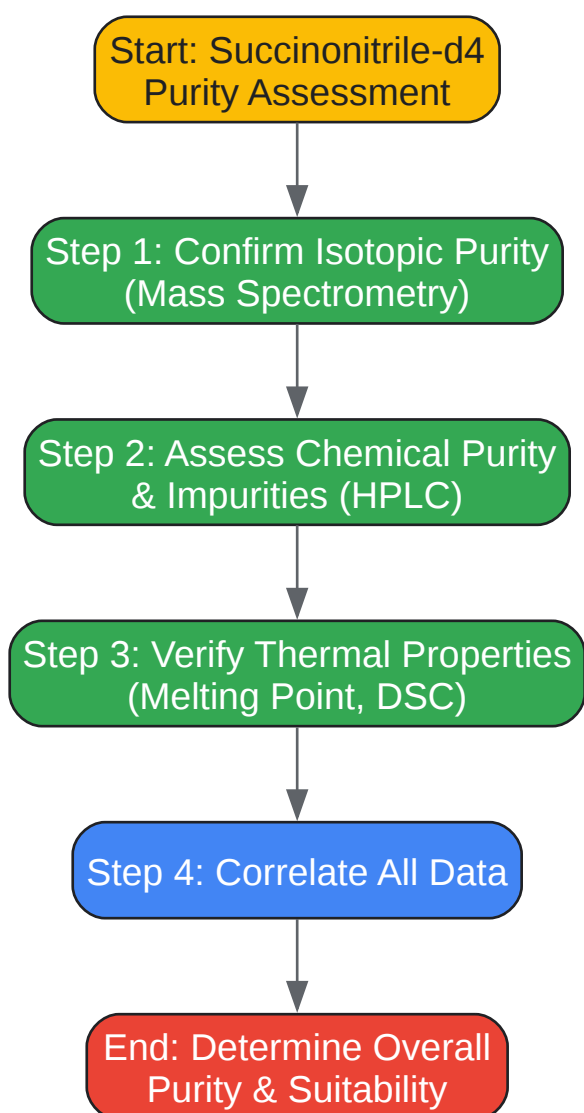 Start: Succinonitrile-d4
Purity Assessment
Step 1: Confirm Isotopic Purity
(Mass Spectrometry)
Step 2: Assess Chemical Purity
& Impurities (HPLC)
Step 3: Verify Thermal Properties
(Melting Point, DSC)
Step 4: Correlate All Data
End: Determine Overall
Purity & Suitability